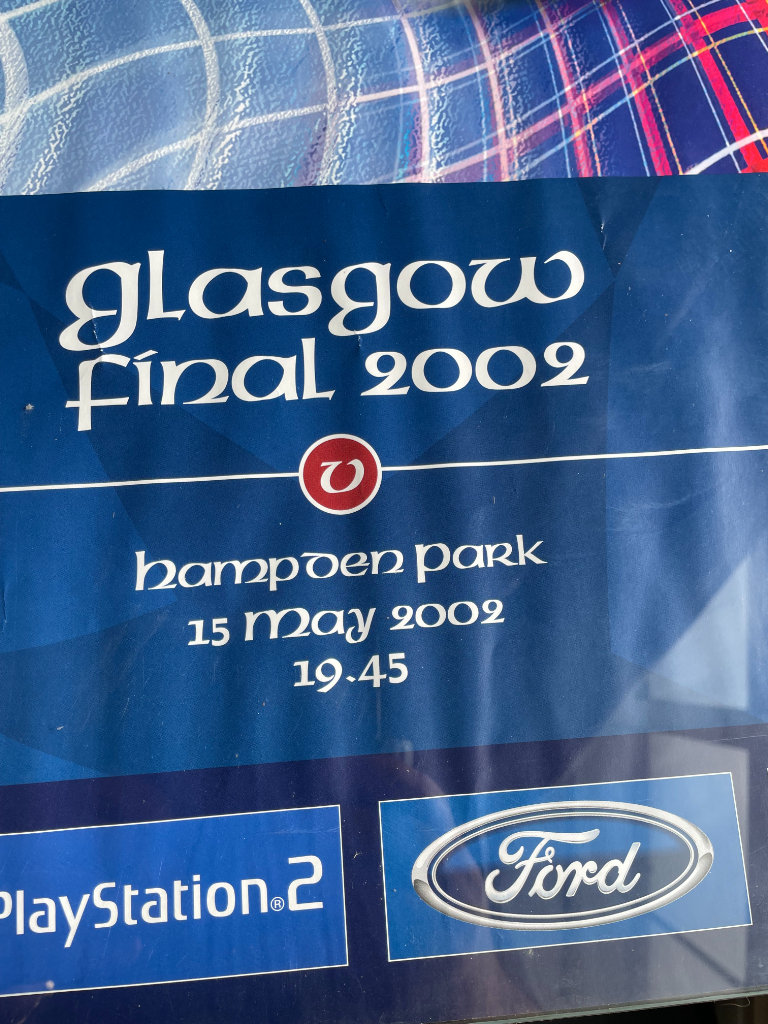 glasgow
final 2002
v
hampden park
15 may 2002
19.45
PlayStation®2
Ford